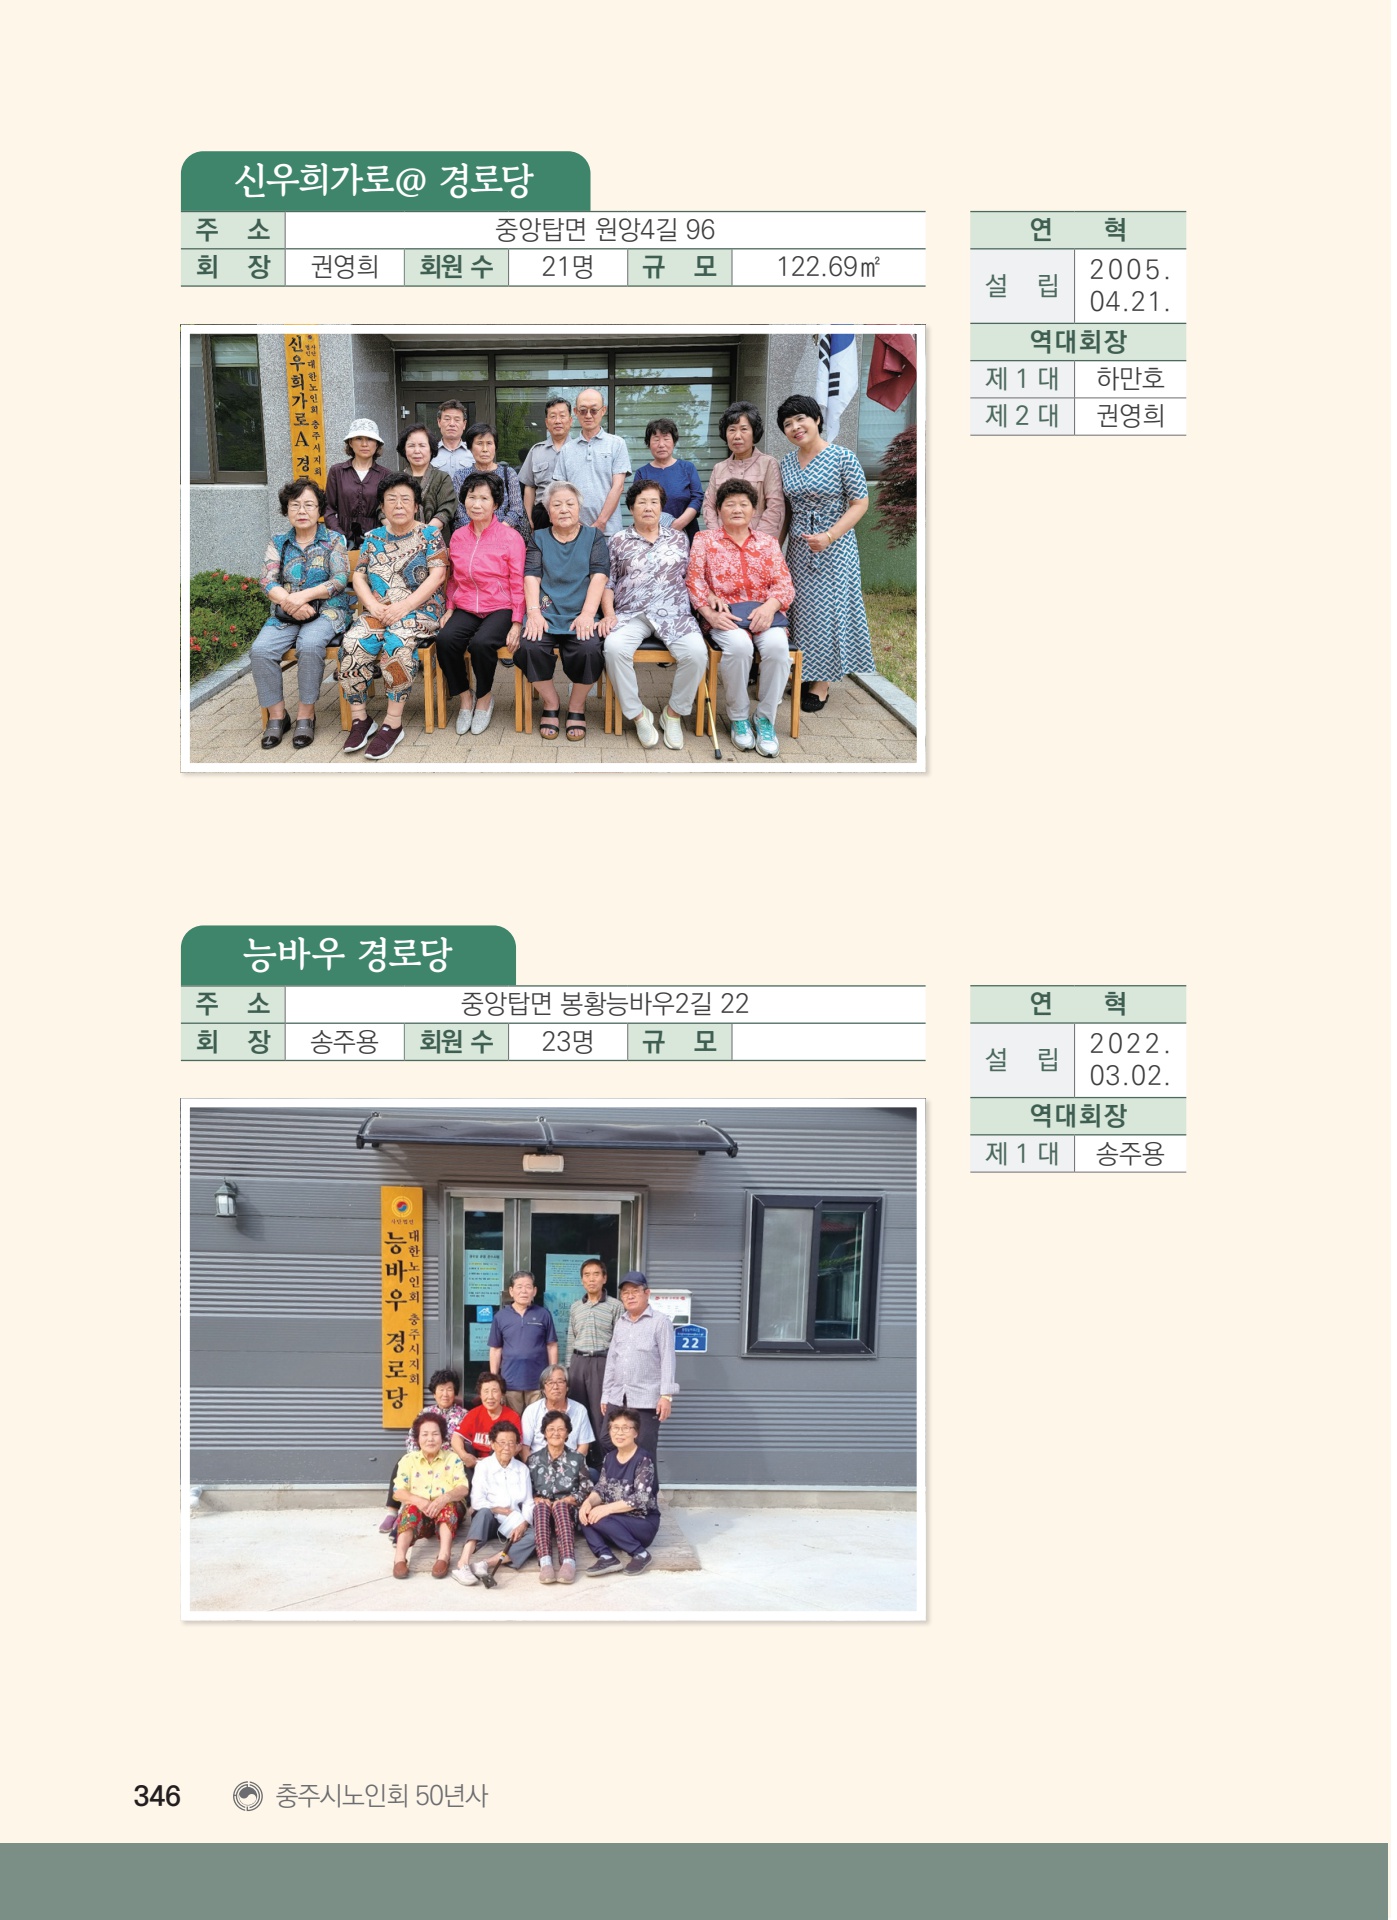 신우희가로@ 경로당
주 소 중앙탑면 원앙4길 96
회 장 권영희 회원 수 21명 규 모 122.69㎡
연 혁
설 립 2005.
04.21.
역대회장
제 1 대 하만호
제 2 대 권영희
대한노인회 충주시지회
신우희가로A 경
능바우 경로당
주 소 중앙탑면 봉황능바우2길 22
회 장 송주용 회원 수 23명 규 모
연 혁
설 립 2022.
03.02.
역대회장
제 1 대 송주용
사단법인
대한노인회 충주시지회
능바우 경로당
22
346 충주시노인회 50년사